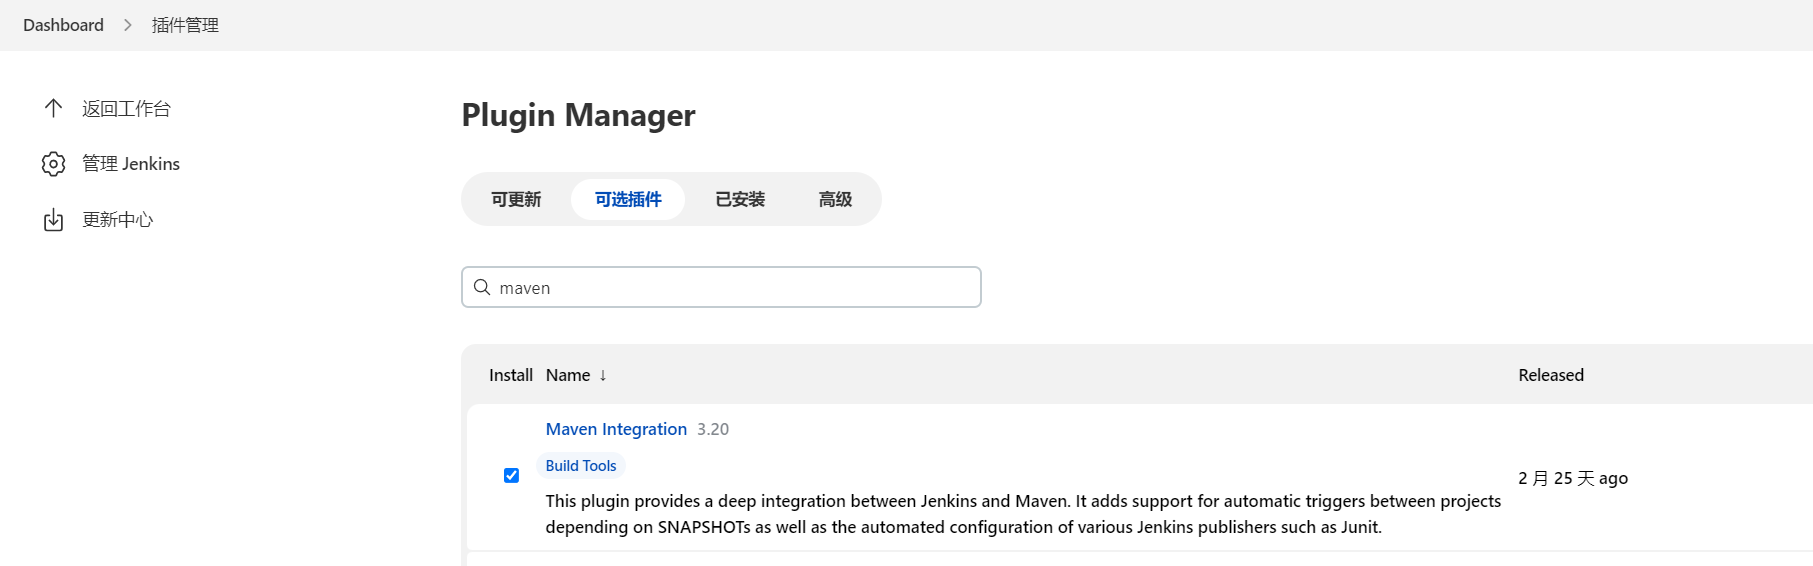 Dashboard > 插件管理
返回工作台
管理 Jenkins
更新中心
Plugin Manager
可更新 可选插件 已安装 高级
maven
Install Name ↓ Released
Maven Integration 3.20
Build Tools
This plugin provides a deep integration between Jenkins and Maven. It adds support for automatic triggers between projects
depending on SNAPSHOTs as well as the automated configuration of various Jenkins publishers such as Junit.
2 月 25 天 ago